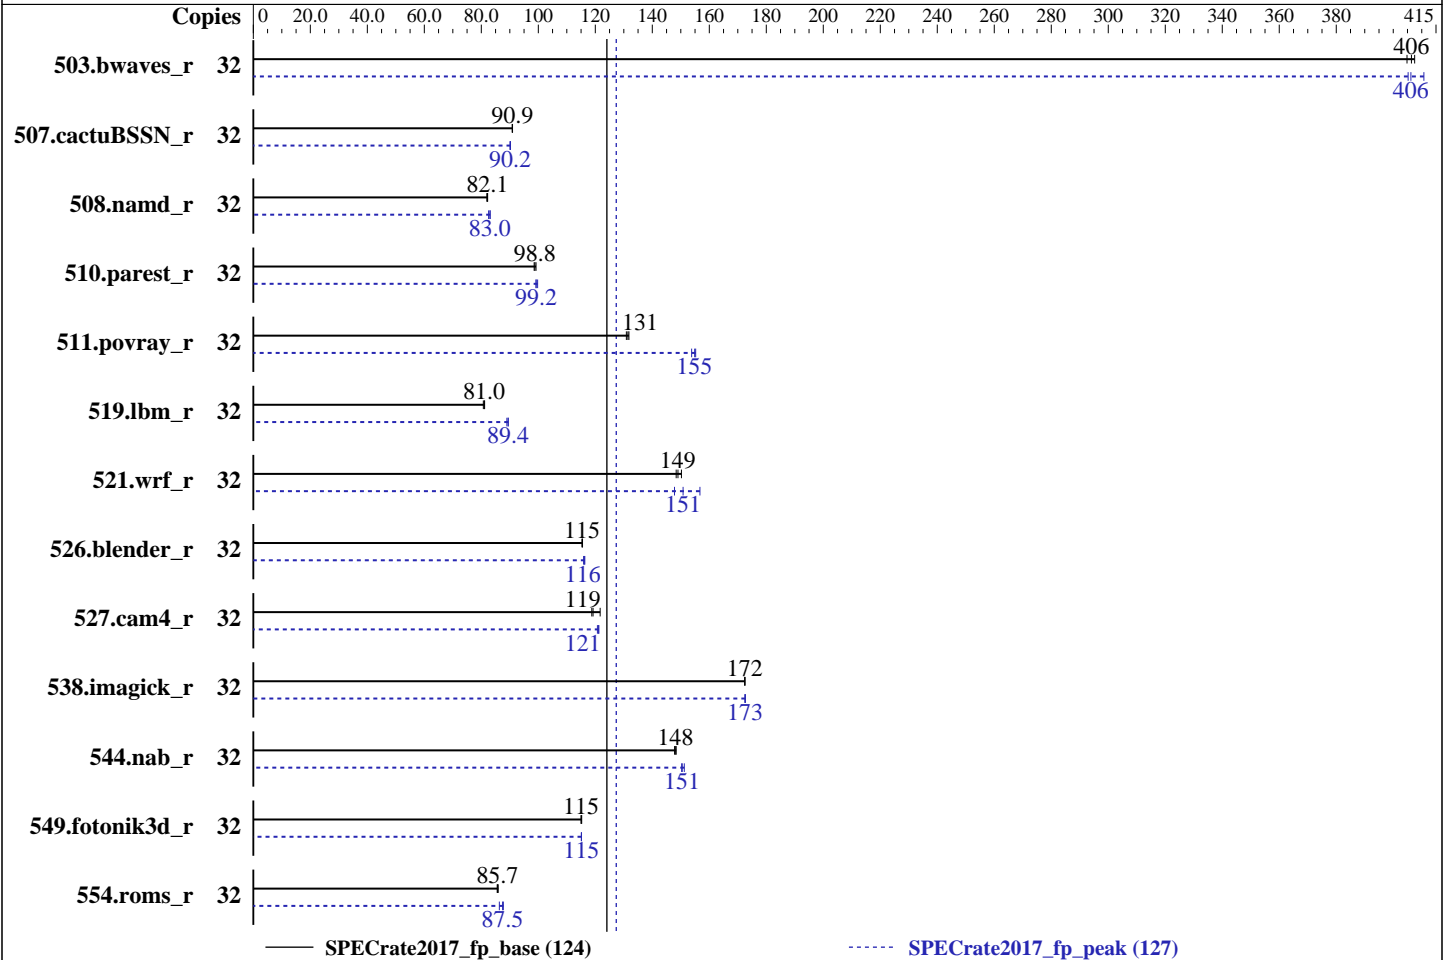 Copies 0 20.0 40.0 60.0 80.0 100 120 140 160 180 200 220 240 260 280 300 320 340 360 380 415
503.bwaves_r 32 406
406
507.cactuBSSN_r 32 90.9
90.2
508.namd_r 32 82.1
83.0
510.parest_r 32 98.8
99.2
511.povray_r 32 131
155
519.lbm_r 32 81.0
89.4
521.wrf_r 32 149
151
526.blender_r 32 115
116
527.cam4_r 32 119
121
538.imagick_r 32 172
173
544.nab_r 32 148
151
549.fotonik3d_r 32 115
115
554.roms_r 32 85.7
87.5
SPECrate2017_fp_base (124) SPECrate2017_fp_peak (127)